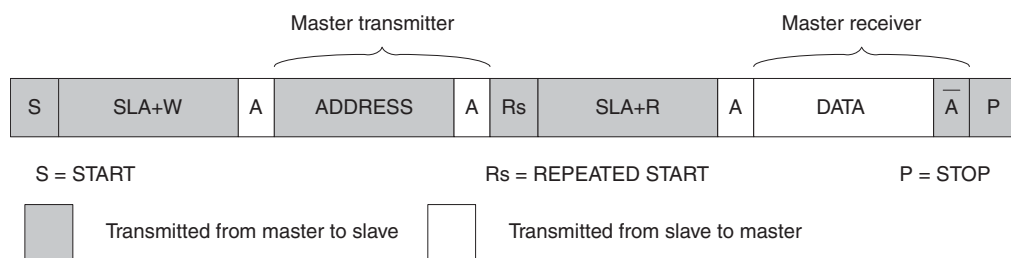 Master transmitter Master receiver
S SLA+W A ADDRESS A Rs SLA+R A DATA A̅ P
S = START Rs = REPEATED START P = STOP
Transmitted from master to slave Transmitted from slave to master